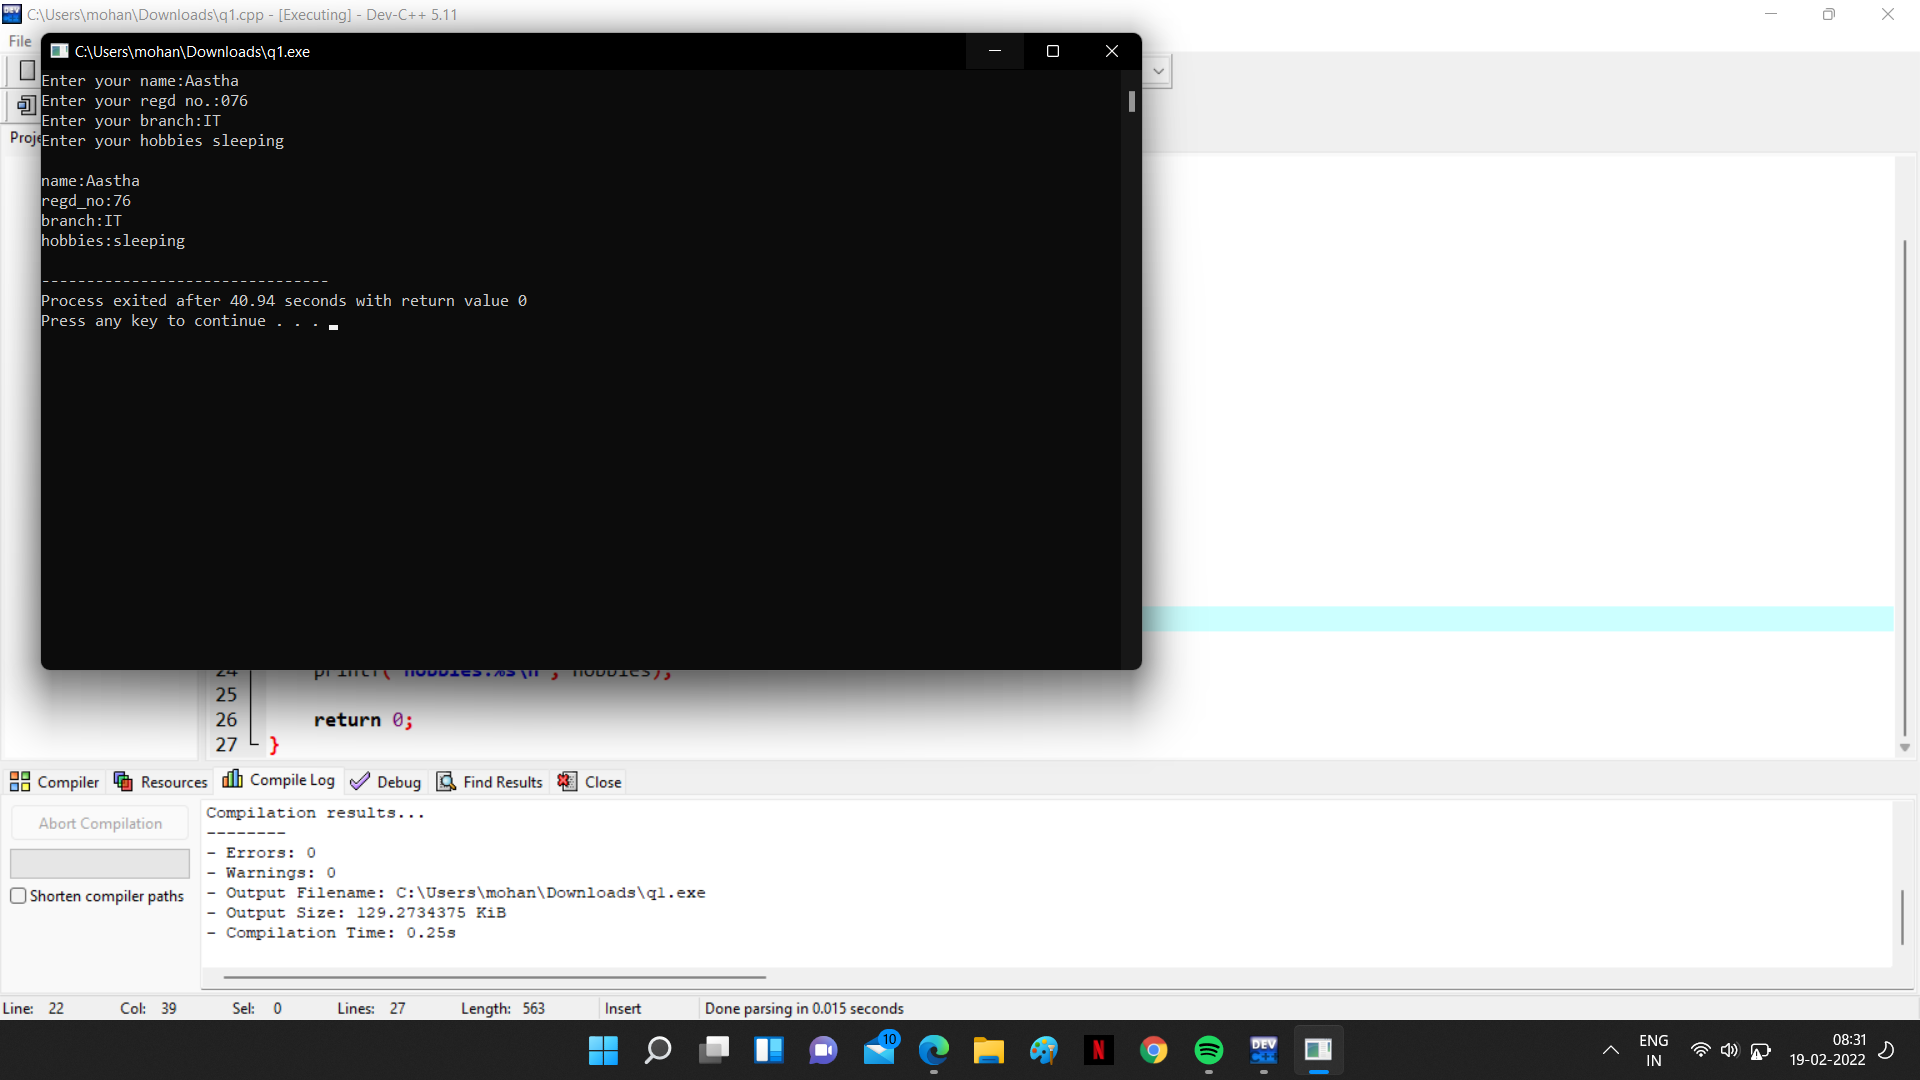 C:\Users\mohan\Downloads\q1.cpp - [Executing] - Dev-C++ 5.11
File
C:\Users\mohan\Downloads\q1.exe
Enter your name:Aastha
Enter your regd no.:076
Enter your branch:IT
Enter your hobbies sleeping
Proje
name:Aastha
regd_no:76
branch:IT
hobbies:sleeping
--------------------------------
Process exited after 40.94 seconds with return value 0
Press any key to continue . . .
24 printf("hobbies:%s\n", hobbies);
25
26 return 0;
27 }
Compiler Resources Compile Log Debug Find Results Close
Abort Compilation
Shorten compiler paths
Compilation results...
--------
- Errors: 0
- Warnings: 0
- Output Filename: C:\Users\mohan\Downloads\q1.exe
- Output Size: 129.2734375 KiB
- Compilation Time: 0.25s
Line: 22 Col: 39 Sel: 0 Lines: 27 Length: 563 Insert Done parsing in 0.015 seconds
10
N
DEV
C++
ENG
IN
08:31
19-02-2022